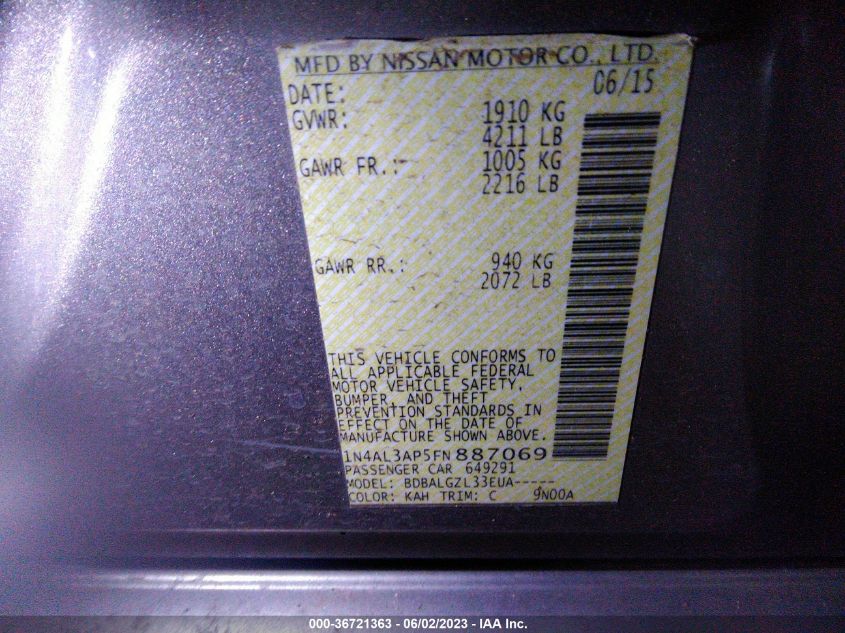 MFD BY NISSAN MOTOR CO., LTD.
DATE: 06/15
GVWR: 1910 KG
4211 LB
GAWR FR.: 1005 KG
2216 LB
GAWR RR.: 940 KG
2072 LB
THIS VEHICLE CONFORMS TO
ALL APPLICABLE FEDERAL
MOTOR VEHICLE SAFETY,
BUMPER, AND THEFT
PREVENTION STANDARDS IN
EFFECT ON THE DATE OF
MANUFACTURE SHOWN ABOVE.
1N4AL3AP5FN887069
PASSENGER CAR 649291
MODEL: BDBALGZL33EUA-----
COLOR: KAH TRIM: C 9N00A
000-36721363 - 06/02/2023 - IAA Inc.